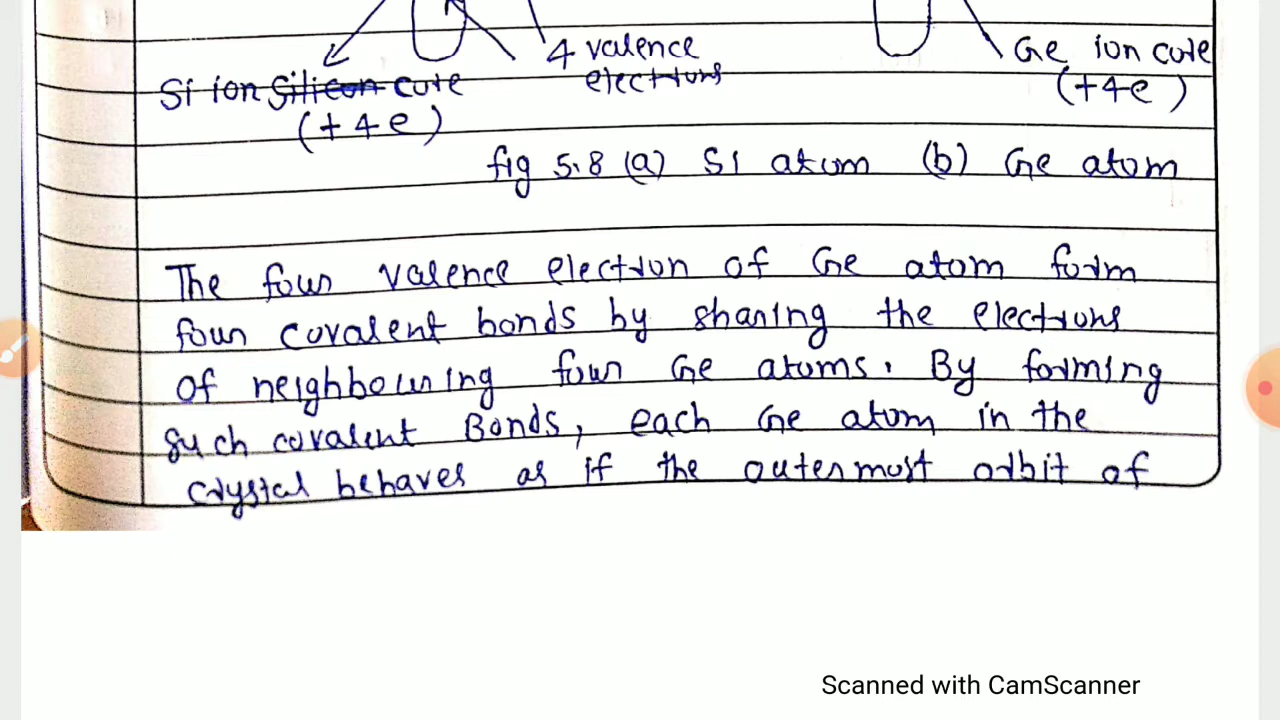 4 valence
electrons
Ge ion core
(+4e)
Si ion Silicon core
(+4e)
fig 5.8 (a) Si atom (b) Ge atom
The four valence electron of Ge atom form
four covalent bonds by sharing the electrons
of neighbouring four Ge atoms. By forming
such covalent Bonds, each Ge atom in the
crystal behaves as if the outermost orbit of
Scanned with CamScanner